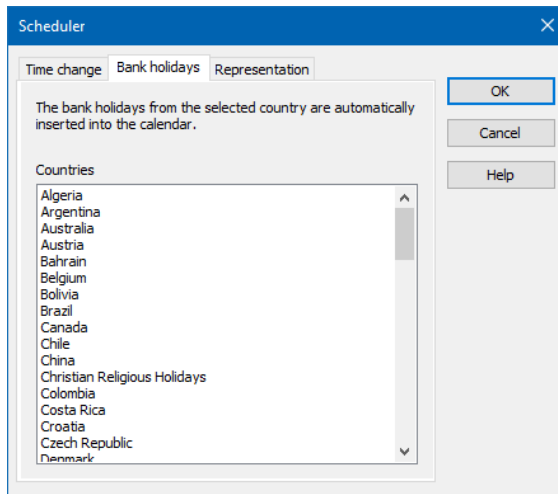 Scheduler
Time change
Bank holidays
Representation
The bank holidays from the selected country are automatically
inserted into the calendar.
Countries
Algeria
Argentina
Australia
Austria
Bahrain
Belgium
Bolivia
Brazil
Canada
Chile
China
Christian Religious Holidays
Colombia
Costa Rica
Croatia
Czech Republic
Denmark
OK
Cancel
Help